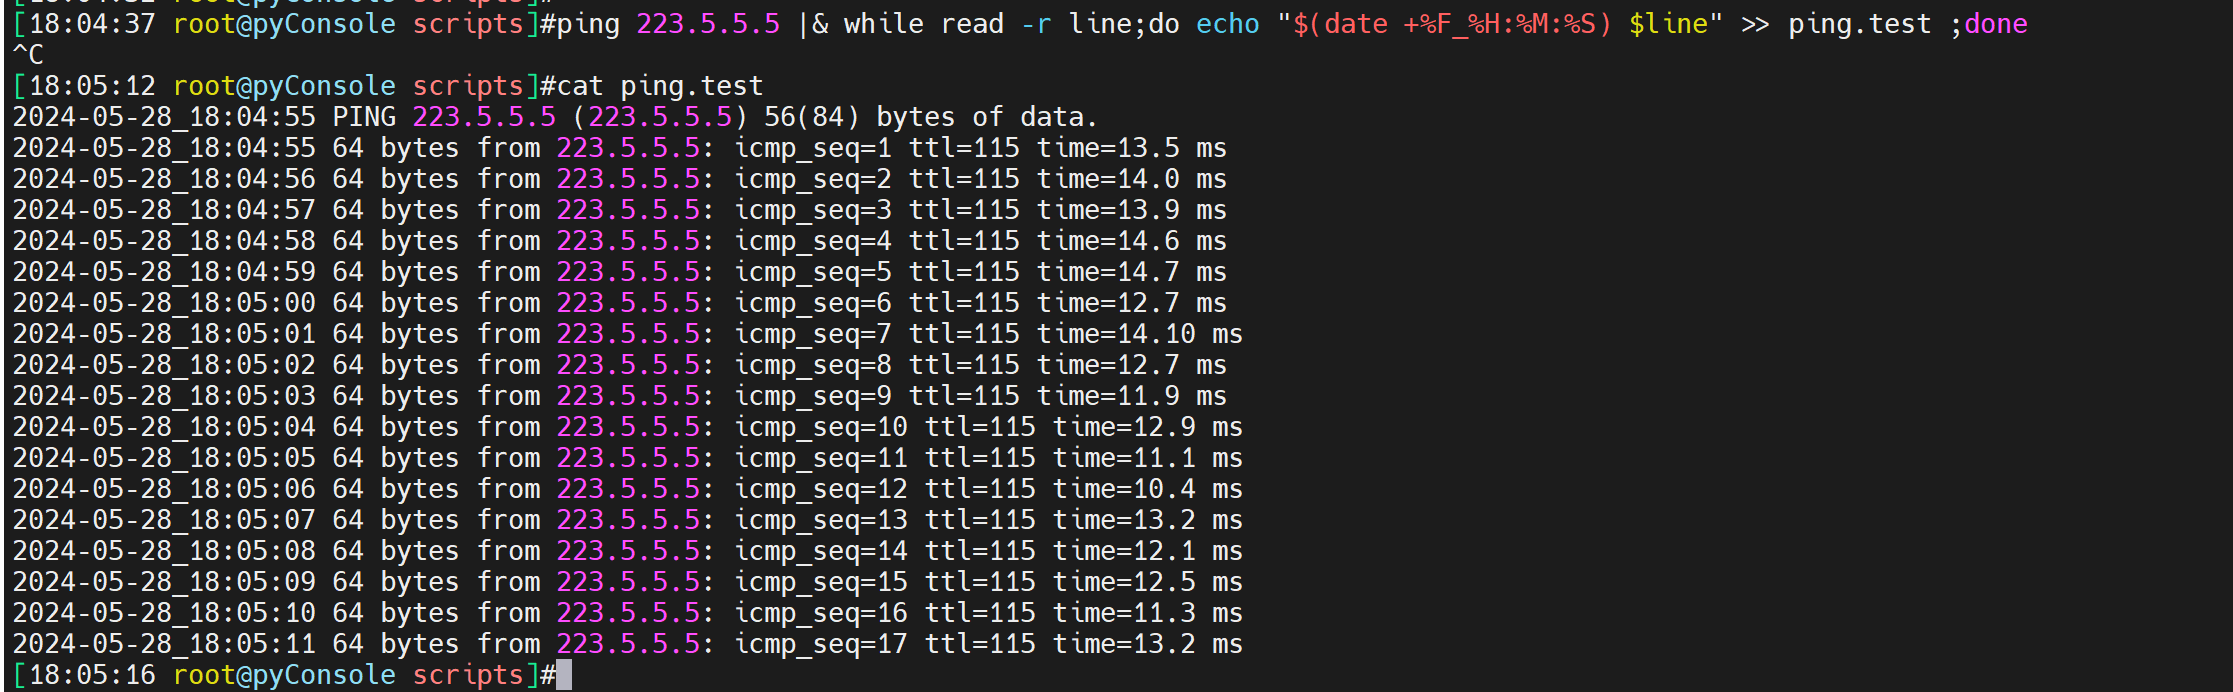 [18:04:37 root@pyConsole scripts]#ping 223.5.5.5 |& while read -r line;do echo "$(date +%F_%H:%M:%S) $line" >> ping.test ;done
^C
[18:05:12 root@pyConsole scripts]#cat ping.test
2024-05-28_18:04:55 PING 223.5.5.5 (223.5.5.5) 56(84) bytes of data.
2024-05-28_18:04:55 64 bytes from 223.5.5.5: icmp_seq=1 ttl=115 time=13.5 ms
2024-05-28_18:04:56 64 bytes from 223.5.5.5: icmp_seq=2 ttl=115 time=14.0 ms
2024-05-28_18:04:57 64 bytes from 223.5.5.5: icmp_seq=3 ttl=115 time=13.9 ms
2024-05-28_18:04:58 64 bytes from 223.5.5.5: icmp_seq=4 ttl=115 time=14.6 ms
2024-05-28_18:04:59 64 bytes from 223.5.5.5: icmp_seq=5 ttl=115 time=14.7 ms
2024-05-28_18:05:00 64 bytes from 223.5.5.5: icmp_seq=6 ttl=115 time=12.7 ms
2024-05-28_18:05:01 64 bytes from 223.5.5.5: icmp_seq=7 ttl=115 time=14.10 ms
2024-05-28_18:05:02 64 bytes from 223.5.5.5: icmp_seq=8 ttl=115 time=12.7 ms
2024-05-28_18:05:03 64 bytes from 223.5.5.5: icmp_seq=9 ttl=115 time=11.9 ms
2024-05-28_18:05:04 64 bytes from 223.5.5.5: icmp_seq=10 ttl=115 time=12.9 ms
2024-05-28_18:05:05 64 bytes from 223.5.5.5: icmp_seq=11 ttl=115 time=11.1 ms
2024-05-28_18:05:06 64 bytes from 223.5.5.5: icmp_seq=12 ttl=115 time=10.4 ms
2024-05-28_18:05:07 64 bytes from 223.5.5.5: icmp_seq=13 ttl=115 time=13.2 ms
2024-05-28_18:05:08 64 bytes from 223.5.5.5: icmp_seq=14 ttl=115 time=12.1 ms
2024-05-28_18:05:09 64 bytes from 223.5.5.5: icmp_seq=15 ttl=115 time=12.5 ms
2024-05-28_18:05:10 64 bytes from 223.5.5.5: icmp_seq=16 ttl=115 time=11.3 ms
2024-05-28_18:05:11 64 bytes from 223.5.5.5: icmp_seq=17 ttl=115 time=13.2 ms
[18:05:16 root@pyConsole scripts]#